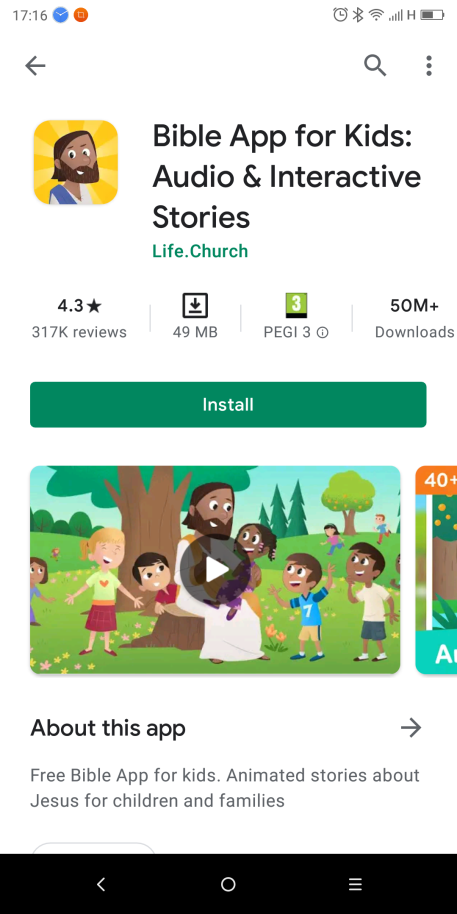 17:16
H
Bible App for Kids:
Audio & Interactive
Stories
Life.Church
4.3★
317K reviews
49 MB
3
PEGI 3
50M+
Downloads
Install
7
40+
About this app
Free Bible App for kids. Animated stories about
Jesus for children and families